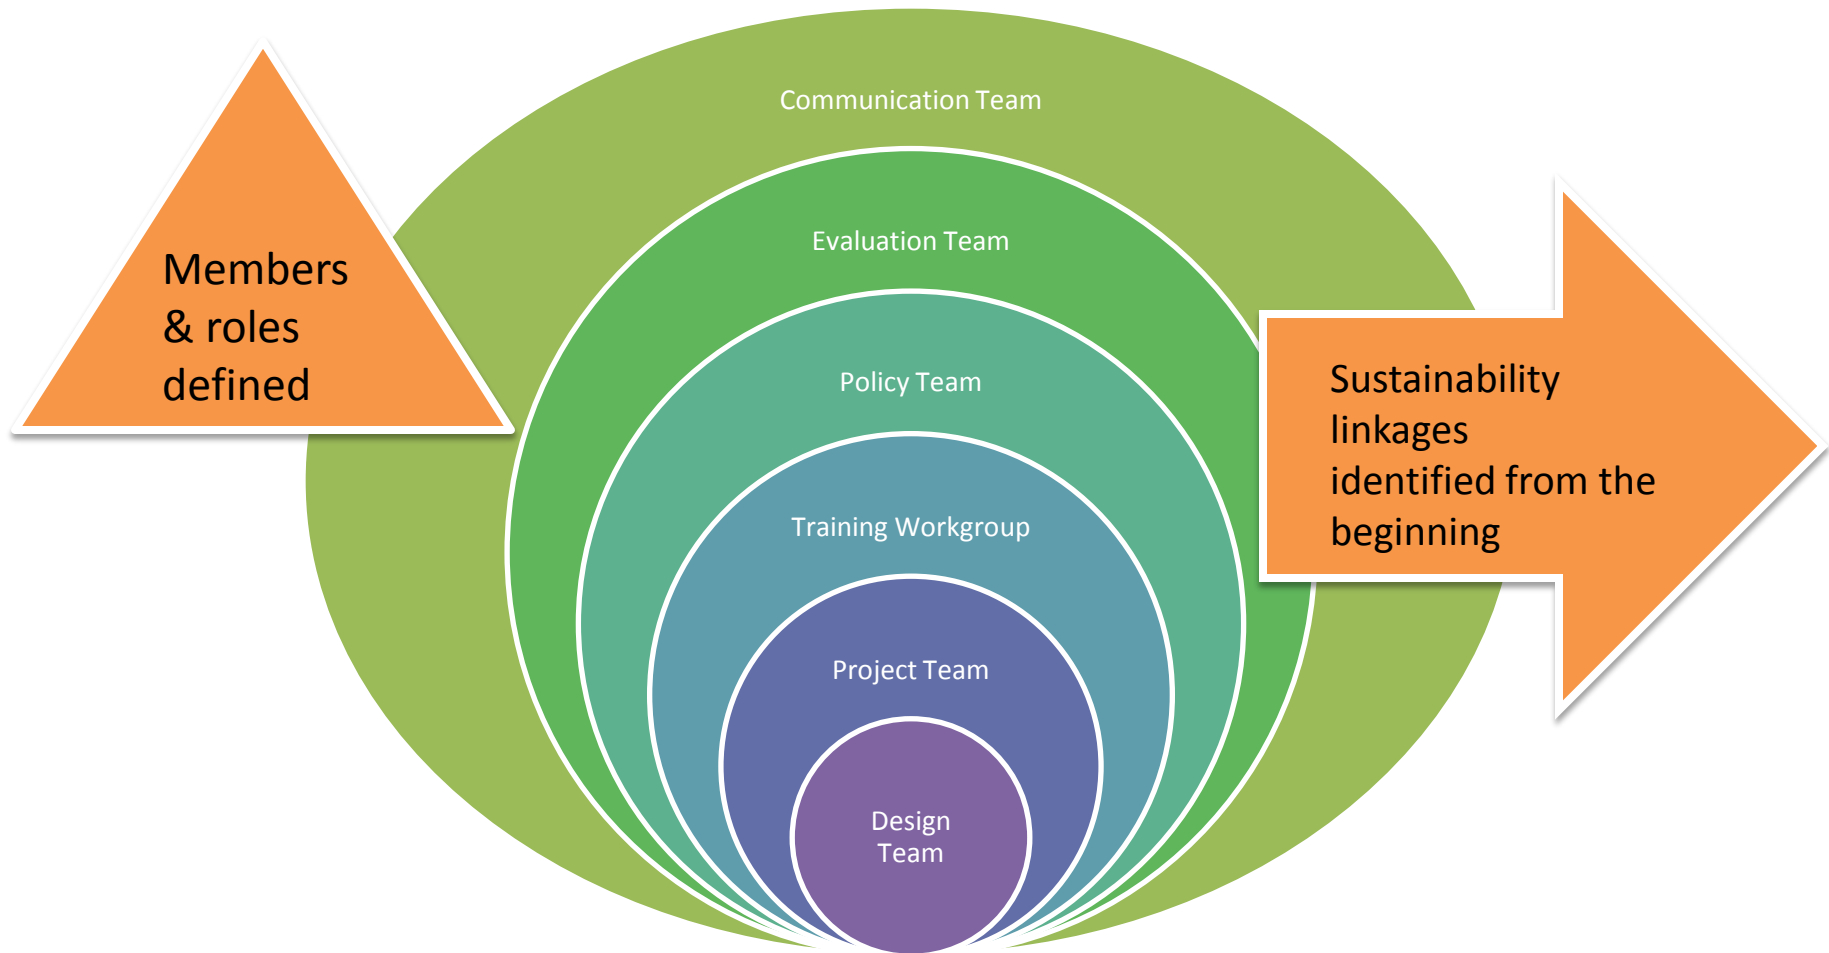 Communication Team
Evaluation Team
Members
& roles
defined
Policy Team
Sustainability
linkages
identified from the
beginning
Training Workgroup
Project Team
Design
Team